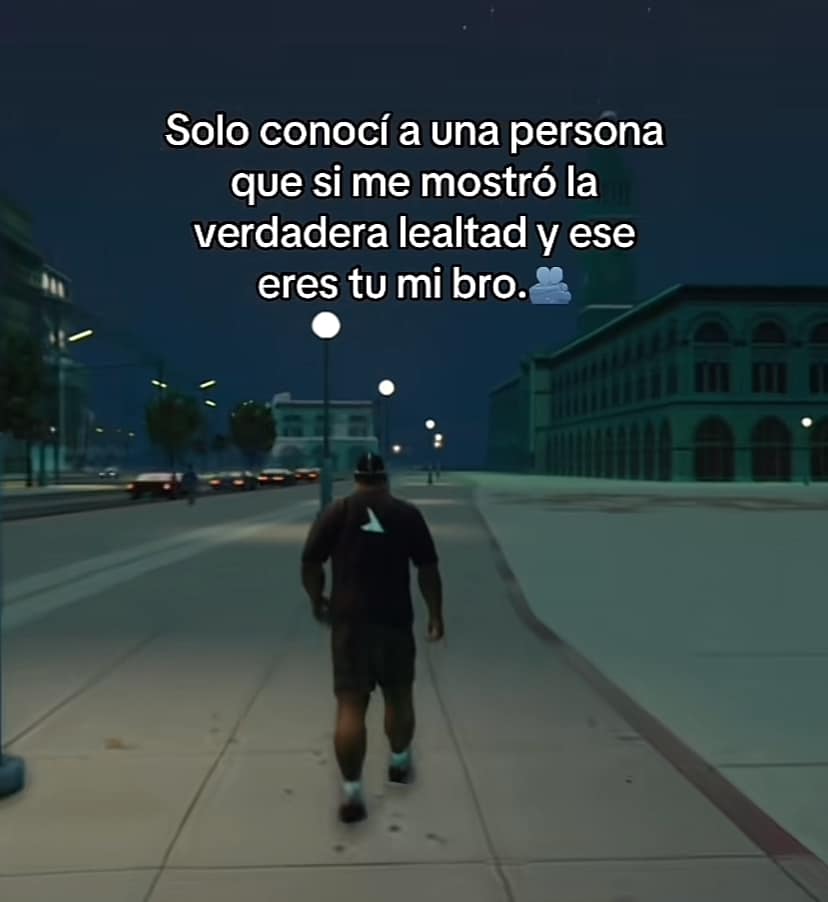 Solo conocí a una persona
que si me mostró la
verdadera lealtad y ese
eres tu mi bro.🫂